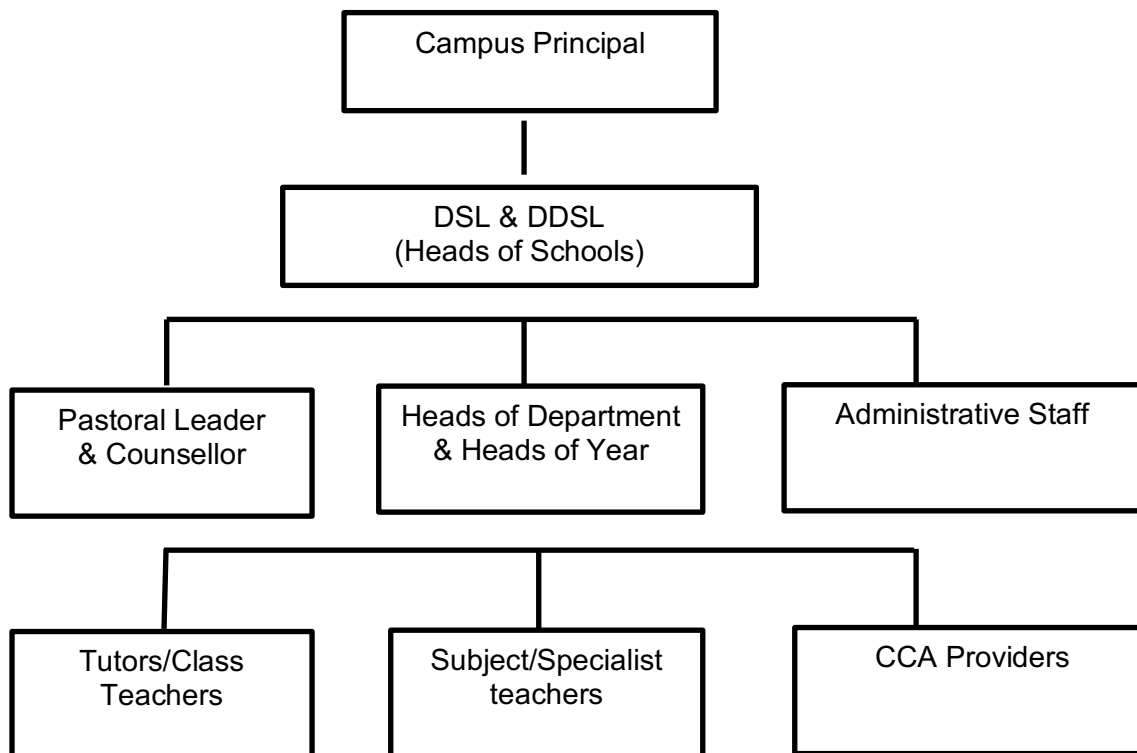 Campus Principal
DSL & DDSL
(Heads of Schools)
Pastoral Leader
& Counsellor
Heads of Department
& Heads of Year
Administrative Staff
Tutors/Class
Teachers
Subject/Specialist
teachers
CCA Providers